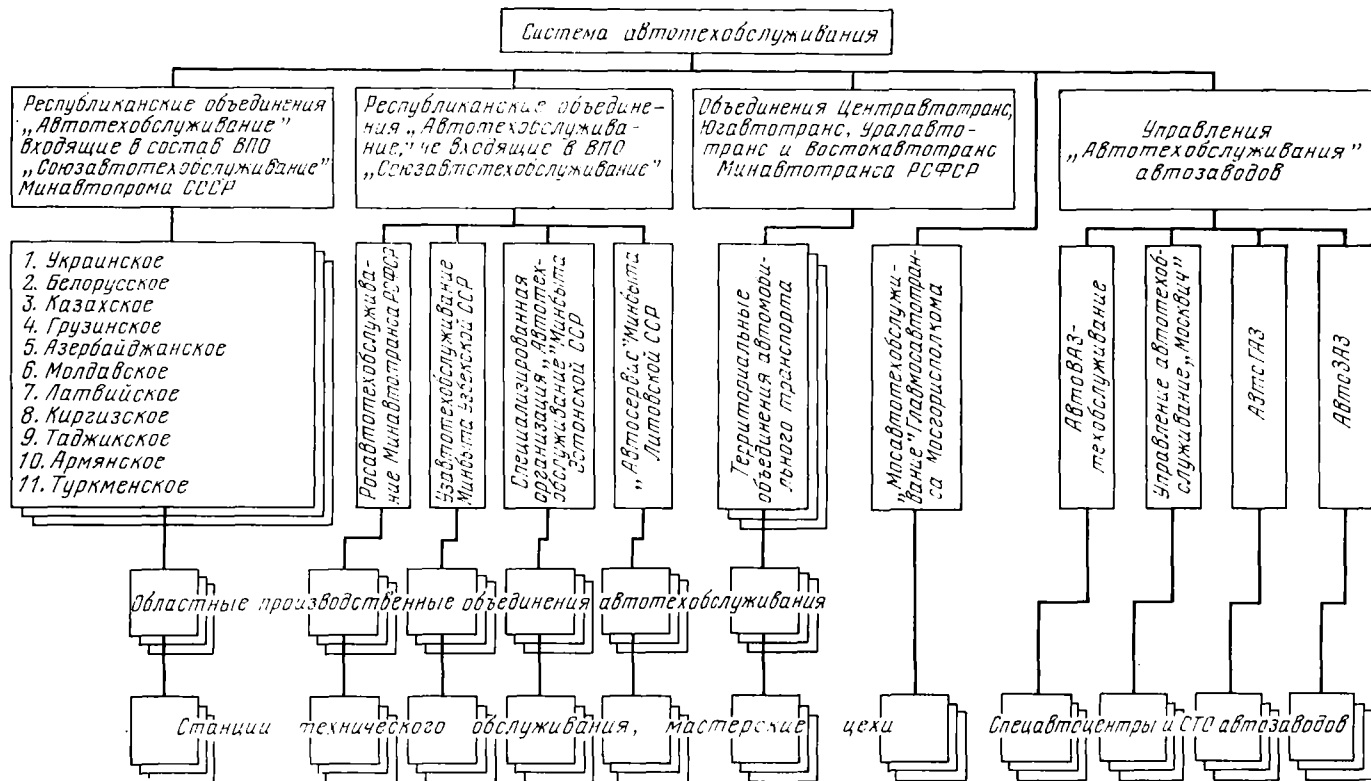 Система автотехобслуживания
Республиканские объединения
„Автотехобслуживание”
входящие в состав ВПО
„Союзавтотехобслуживание”
Минавтопрома СССР
Республиканские объедине-
ния „Автотехобслужива-
ние,” не входящие в ВПО
„Союзавтотехобслуживание”
Объединения Центравтотранс,
Югавтотранс, Уралавто-
транс и Востокавтотранс
Минавтотранса РСФСР
Управления
„Автотехобслуживания”
автозаводов
1. Украинское
2. Белорусское
3. Казахское
4. Грузинское
5. Азербайджанское
6. Молдавское
7. Латвийское
8. Киргизское
9. Таджикское
10. Армянское
11. Туркменское
Росавтотехобслужива-
ние Минавтотранса РСФСР
Узавтотехобслуживание
Минбыта Узбекской ССР
Специализированная
организация „Автотех-
обслуживание” Минбыта
Эстонской ССР
„Автосервис” Минбыта
Литовской ССР
Территориальные
объединения автомоби-
льного транспорта
„Мосавтотехобслужи-
вание” Главмосавтотран-
са Мосгорисполкома
АвтоВАЗ-
техобслуживание
Управление автотехоб-
служивание „Москвич”
АвтоГАЗ
АвтоЗАЗ
Областные производственные объединения автотехобслуживания
Станции технического обслуживания, мастерские цехи
Спецавтоцентры и СТО автозаводов